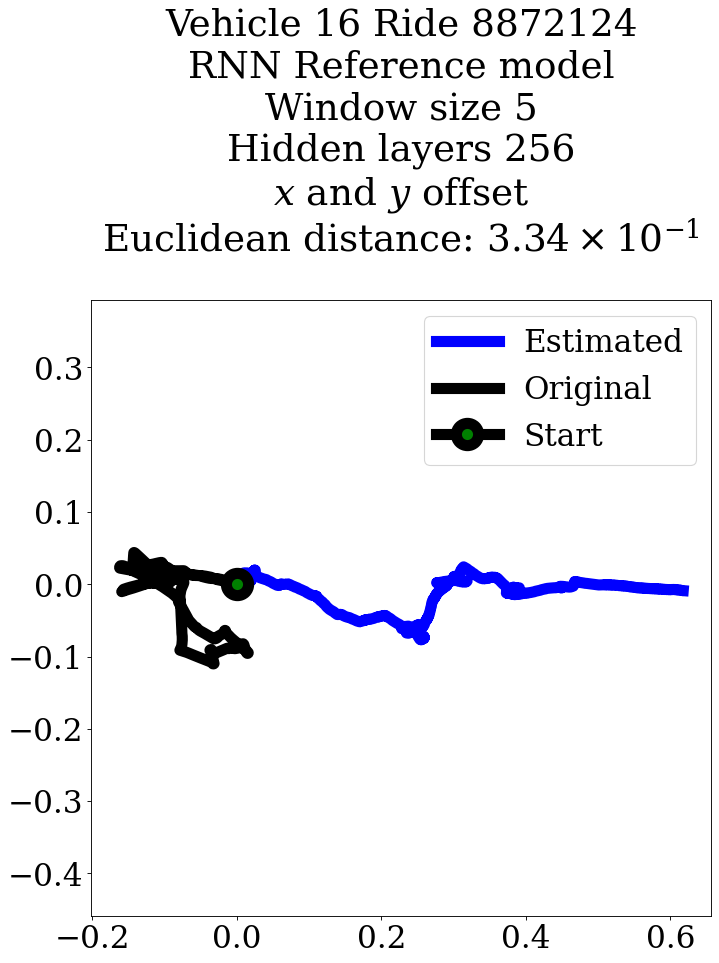 Vehicle 16 Ride 8872124
RNN Reference model
Window size 5
Hidden layers 256
x and y offset
Euclidean distance: 3.34 × 10⁻¹
Estimated
Original
Start
0.3
0.2
0.1
0.0
−0.1
−0.2
−0.3
−0.4
−0.2 0.0 0.2 0.4 0.6